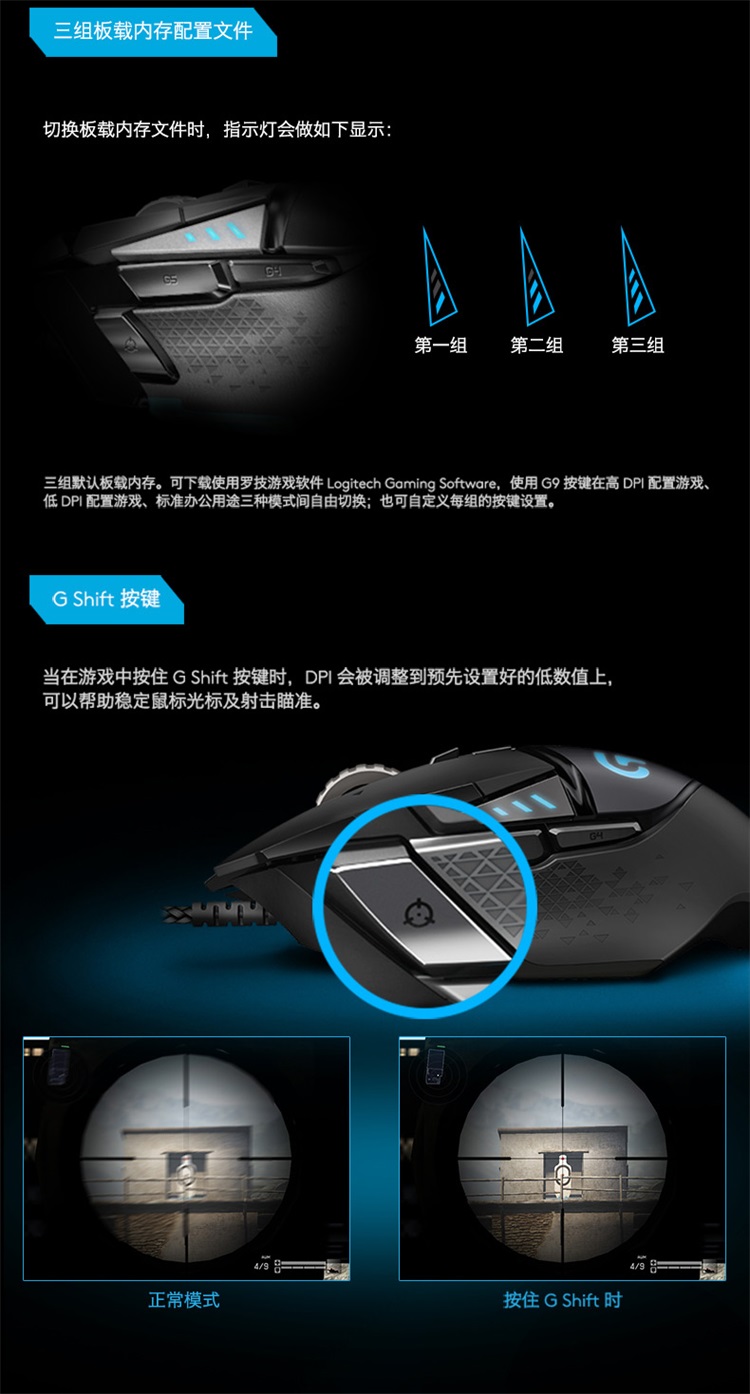 三组板载内存配置文件
切换板载内存文件时，指示灯会做如下显示：
G5
G4
第一组 第二组 第三组
三组默认板载内存。可下载使用罗技游戏软件 Logitech Gaming Software，使用 G9 按键在高 DPI 配置游戏、
低 DPI 配置游戏、标准办公用途三种模式间自由切换；也可自定义每组的按键设置。
G Shift 按键
当在游戏中按住 G Shift 按键时，DPI 会被调整到预先设置好的低数值上，
可以帮助稳定鼠标光标及射击瞄准。
G4
4/9
4/9
正常模式
按住 G Shift 时